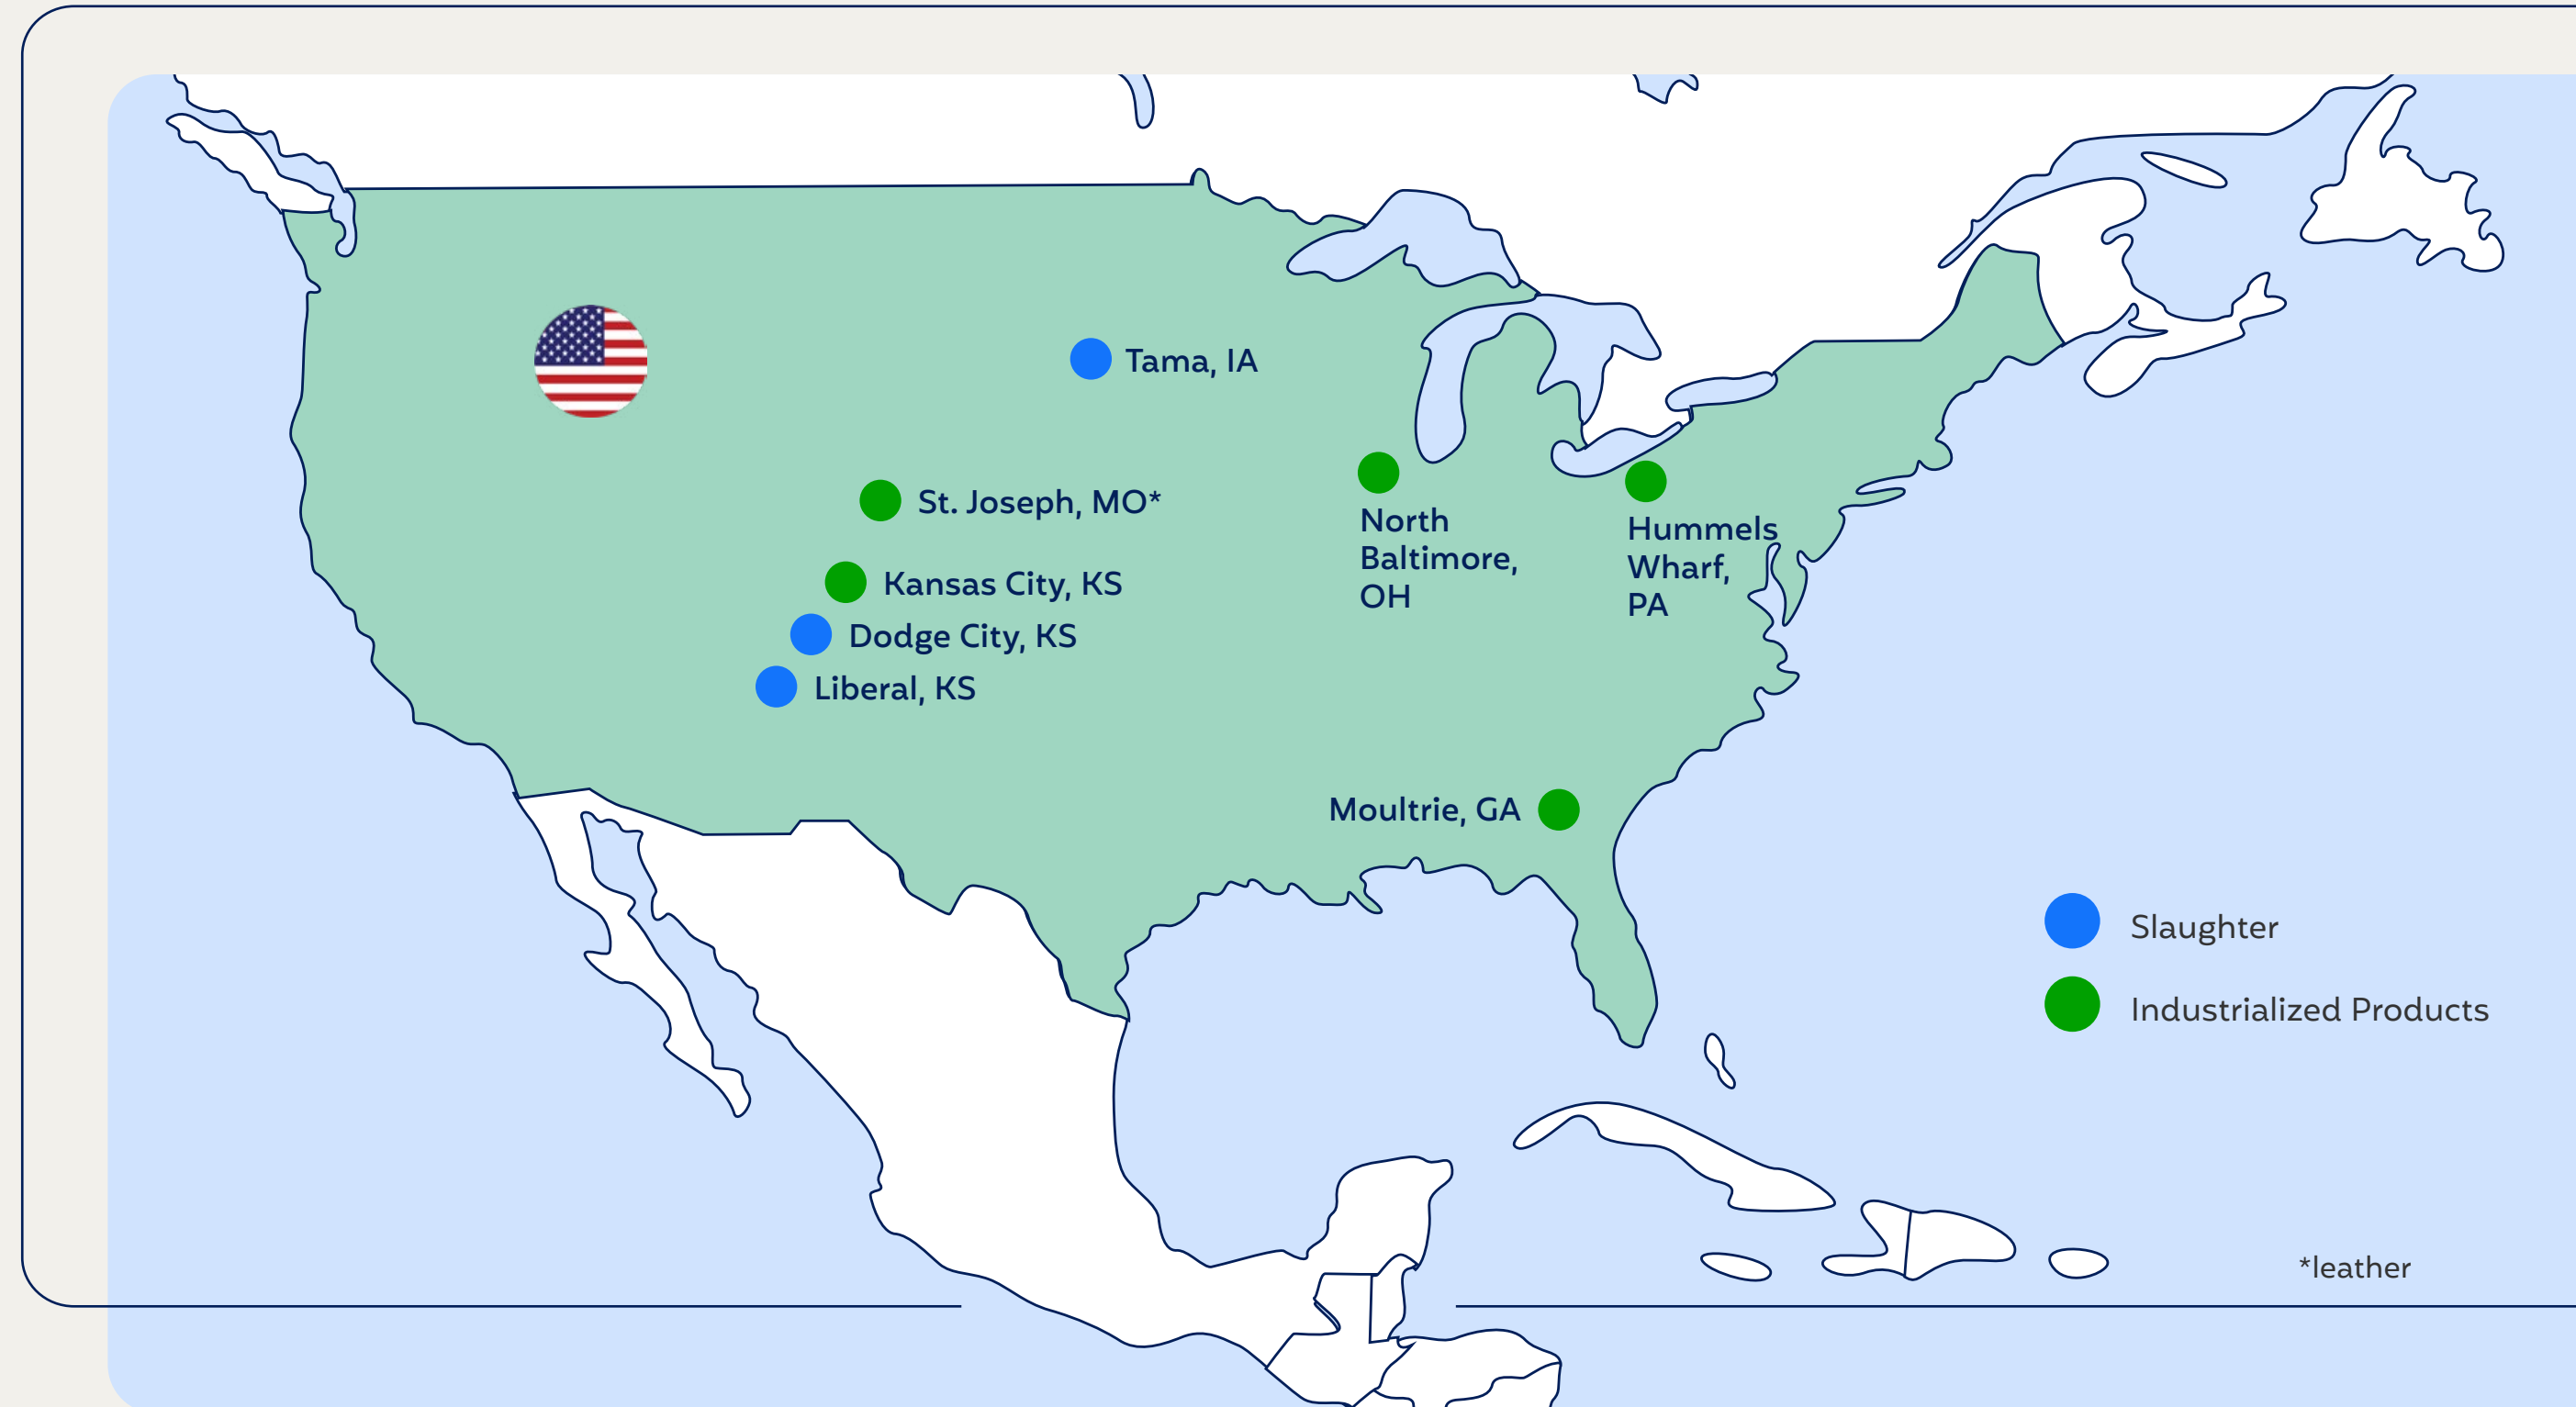 Tama, IA
St. Joseph, MO*
Kansas City, KS
Dodge City, KS
Liberal, KS
North
Baltimore,
OH
Hummels
Wharf,
PA
Moultrie, GA
Slaughter
Industrialized Products
*leather